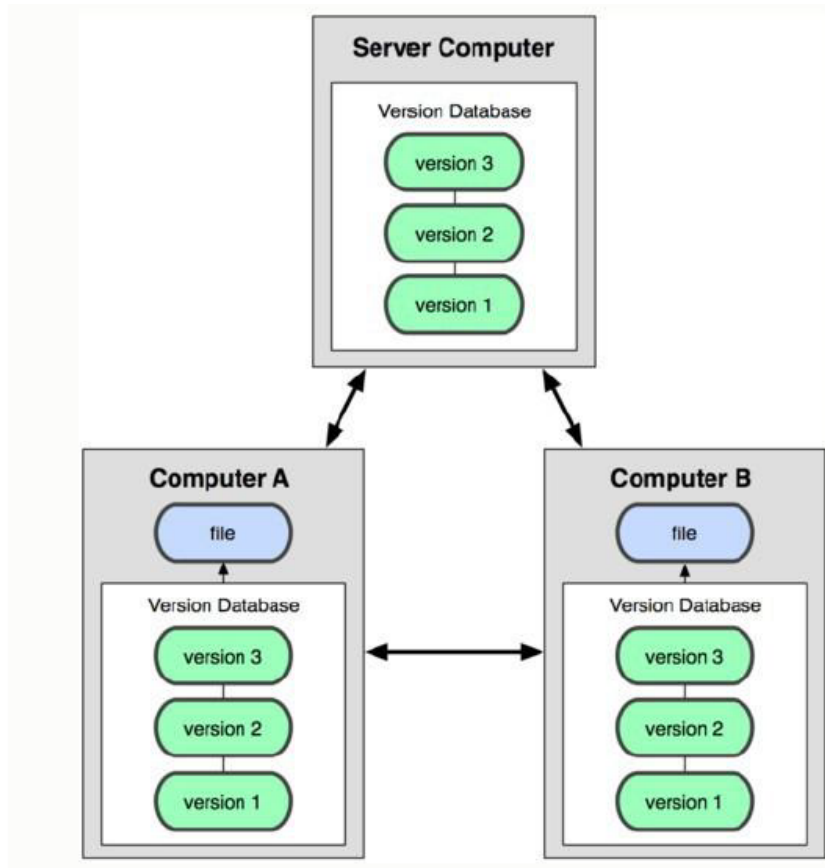 Server Computer
Version Database
version 3
version 2
version 1
Computer A
file
Version Database
version 3
version 2
version 1
Computer B
file
Version Database
version 3
version 2
version 1